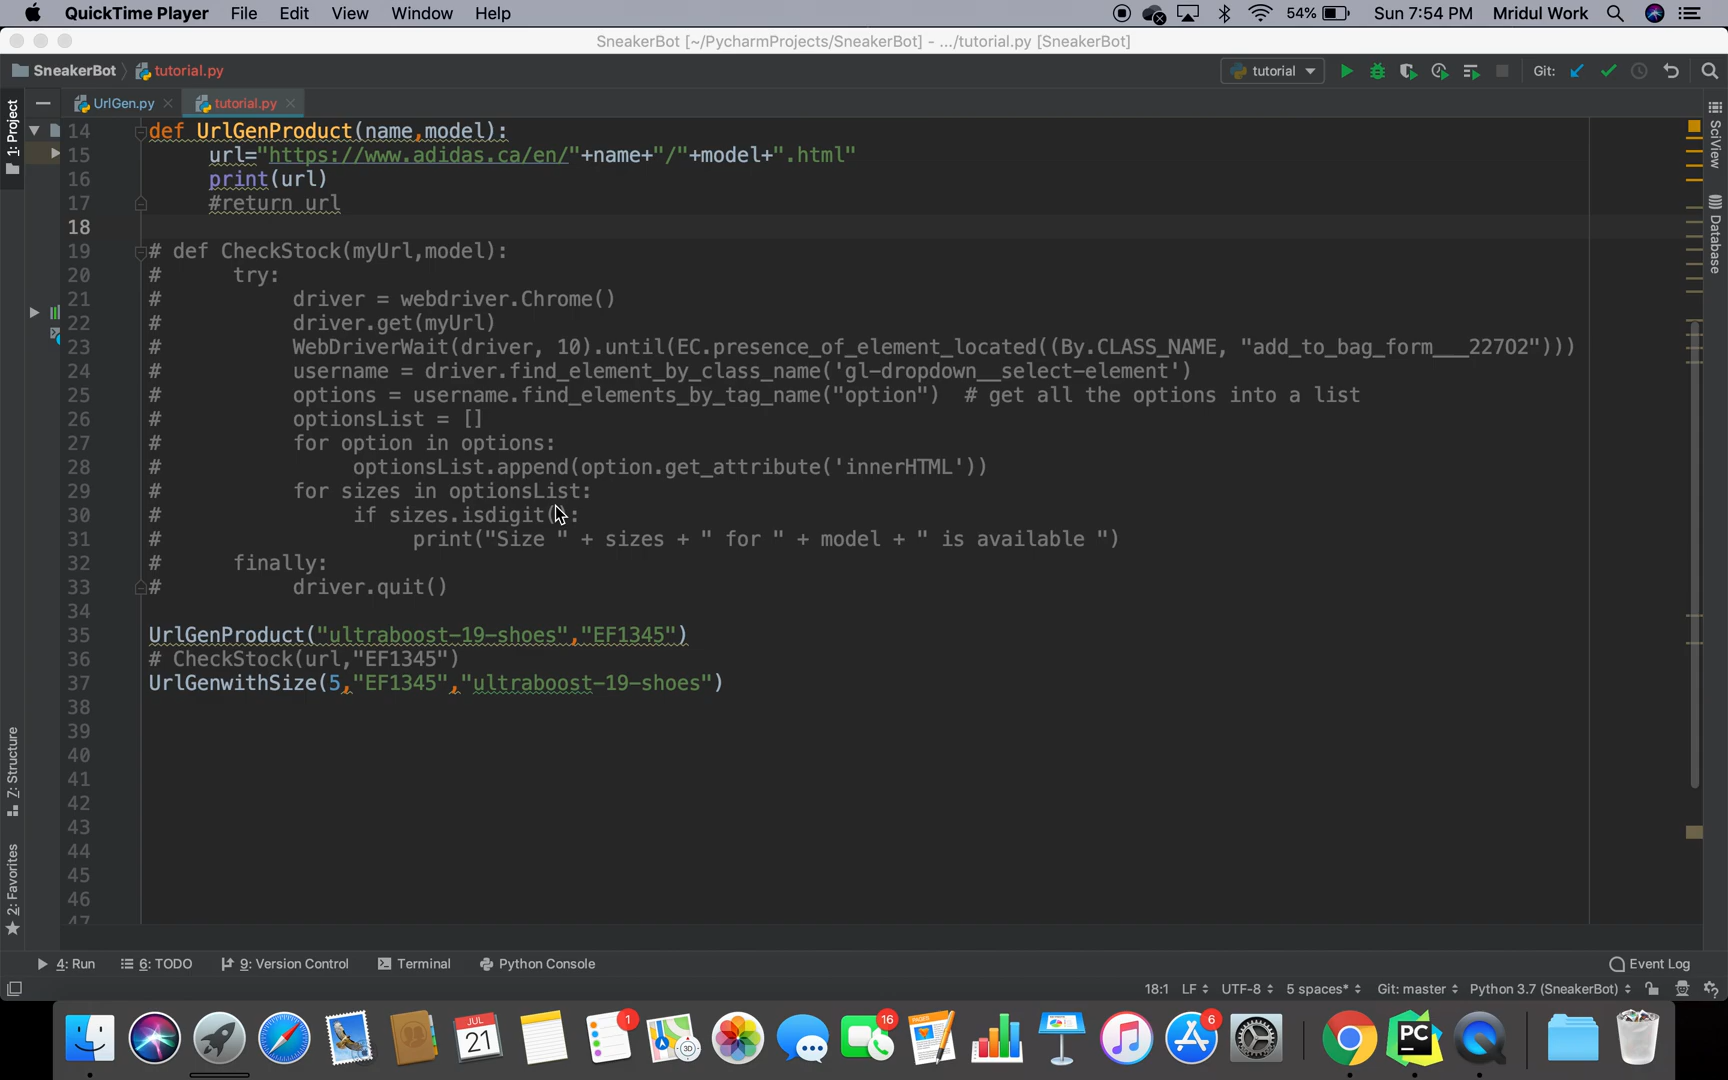 QuickTime Player File Edit View Window Help 54% Sun 7:54 PM Mridul Work
SneakerBot [~/PycharmProjects/SneakerBot] - .../tutorial.py [SneakerBot]
SneakerBot tutorial.py tutorial Git:
UrlGen.py tutorial.py
1: Project
SciView
Database
7: Structure
2: Favorites
14 def UrlGenProduct(name,model):
15 url="https://www.adidas.ca/en/"+name+"/"+model+".html"
16 print(url)
17 #return url
18
19 # def CheckStock(myUrl,model):
20 # try:
21 # driver = webdriver.Chrome()
22 # driver.get(myUrl)
23 # WebDriverWait(driver, 10).until(EC.presence_of_element_located((By.CLASS_NAME, "add_to_bag_form___227O2")))
24 # username = driver.find_element_by_class_name('gl-dropdown__select-element')
25 # options = username.find_elements_by_tag_name("option") # get all the options into a list
26 # optionsList = []
27 # for option in options:
28 # optionsList.append(option.get_attribute('innerHTML'))
29 # for sizes in optionsList:
30 # if sizes.isdigit():
31 # print("Size " + sizes + " for " + model + " is available ")
32 # finally:
33 # driver.quit()
34
35 UrlGenProduct("ultraboost-19-shoes","EF1345")
36 # CheckStock(url,"EF1345")
37 UrlGenwithSize(5,"EF1345","ultraboost-19-shoes")
38
39
40
41
42
43
44
45
46
47
4: Run 6: TODO 9: Version Control Terminal Python Console Event Log
18:1 LF UTF-8 5 spaces* Git: master Python 3.7 (SneakerBot)
JUL
21
1
3D
16
6
PC